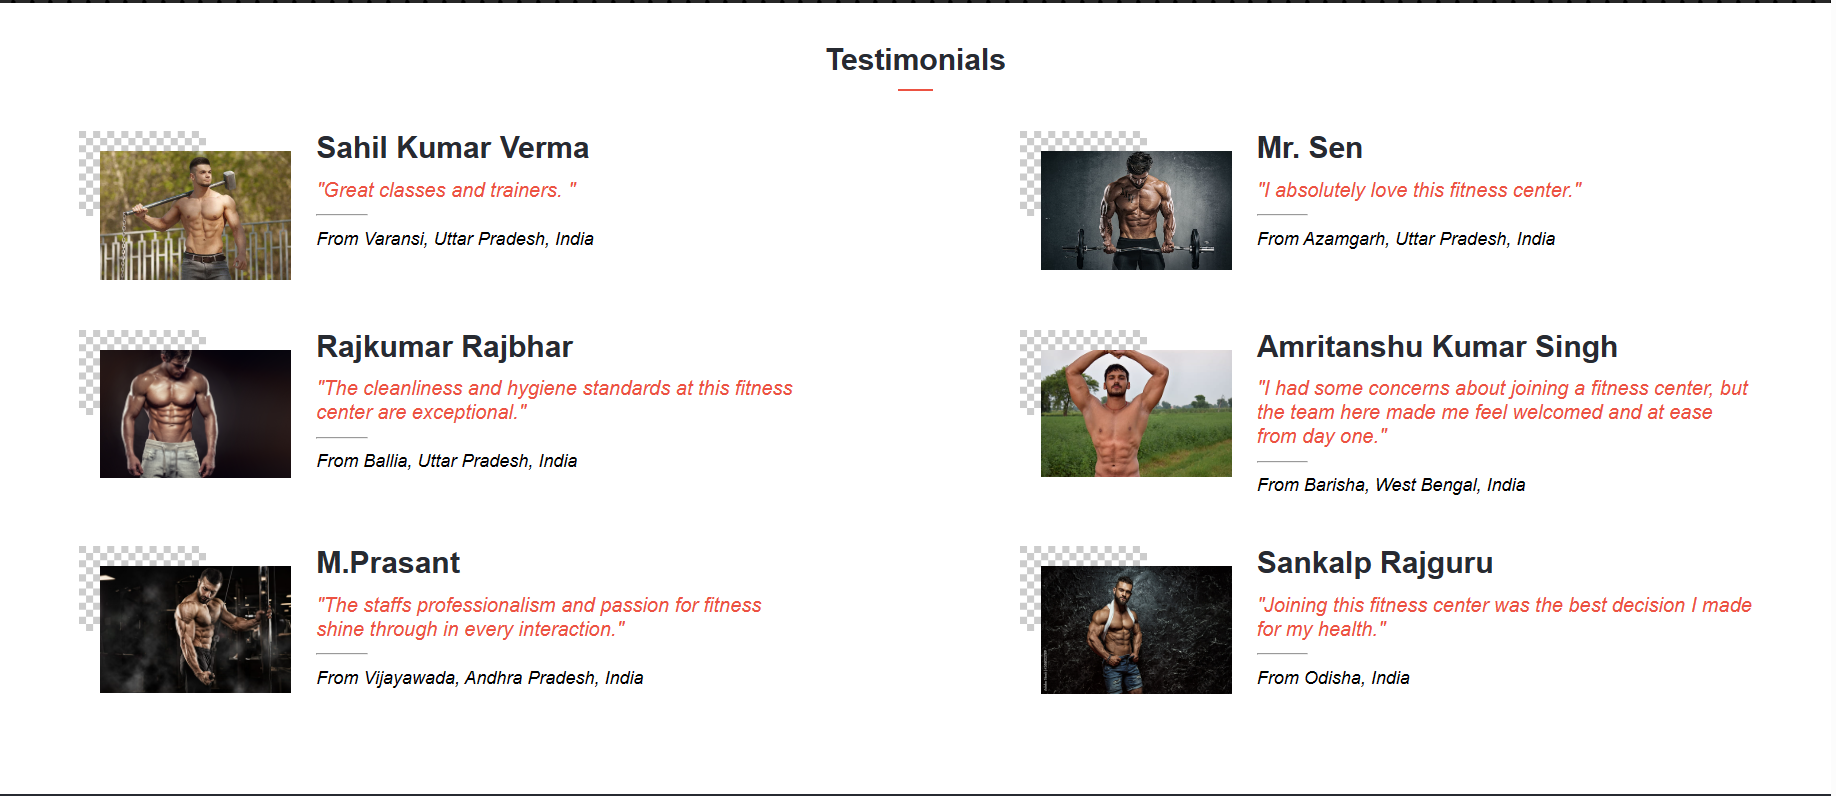 Testimonials
Sahil Kumar Verma
"Great classes and trainers. "
From Varansi, Uttar Pradesh, India
Mr. Sen
"I absolutely love this fitness center."
From Azamgarh, Uttar Pradesh, India
Rajkumar Rajbhar
"The cleanliness and hygiene standards at this fitness
center are exceptional."
From Ballia, Uttar Pradesh, India
Amritanshu Kumar Singh
"I had some concerns about joining a fitness center, but
the team here made me feel welcomed and at ease
from day one."
From Barisha, West Bengal, India
M.Prasant
"The staffs professionalism and passion for fitness
shine through in every interaction."
From Vijayawada, Andhra Pradesh, India
Sankalp Rajguru
"Joining this fitness center was the best decision I made
for my health."
From Odisha, India